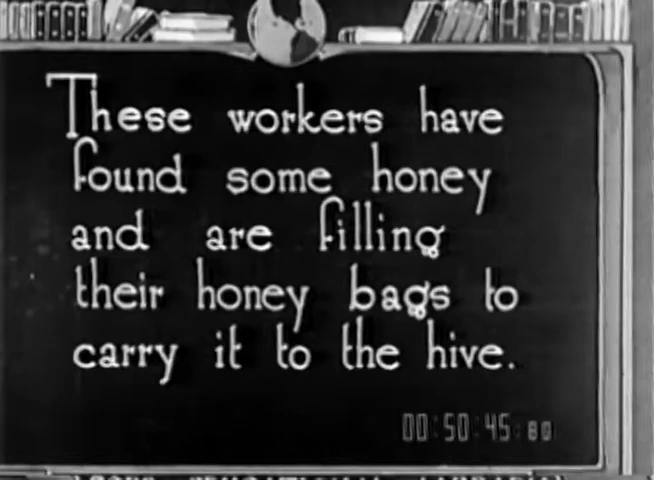 These workers have
found some honey
and are filling
their honey bags to
carry it to the hive.
00:50:45:80